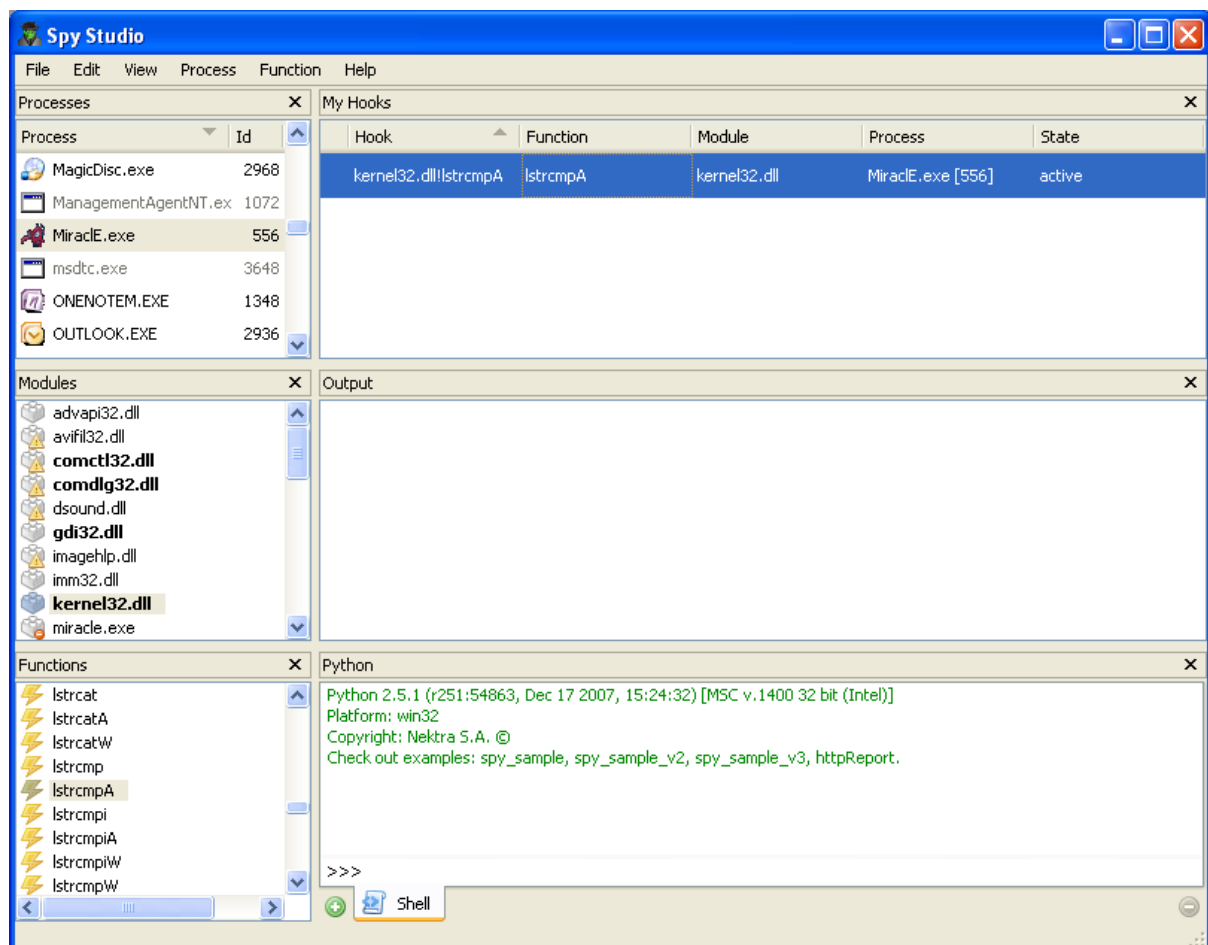 Spy Studio
File Edit View Process Function Help
Processes
Process Id
MagicDisc.exe 2968
ManagementAgentNT.ex 1072
MiraclE.exe 556
msdtc.exe 3648
ONENOTEM.EXE 1348
OUTLOOK.EXE 2936
My Hooks
Hook Function Module Process State
kernel32.dll!lstrcmpA lstrcmpA kernel32.dll MiraclE.exe [556] active
Modules
advapi32.dll
avifil32.dll
comctl32.dll
comdlg32.dll
dsound.dll
gdi32.dll
imagehlp.dll
imm32.dll
kernel32.dll
miracle.exe
Output
Functions
lstrcat
lstrcatA
lstrcatW
lstrcmp
lstrcmpA
lstrcmpi
lstrcmpiA
lstrcmpiW
lstrcmpW
Python
Python 2.5.1 (r251:54863, Dec 17 2007, 15:24:32) [MSC v.1400 32 bit (Intel)]
Platform: win32
Copyright: Nektra S.A. ©
Check out examples: spy_sample, spy_sample_v2, spy_sample_v3, httpReport.
>>>
Shell